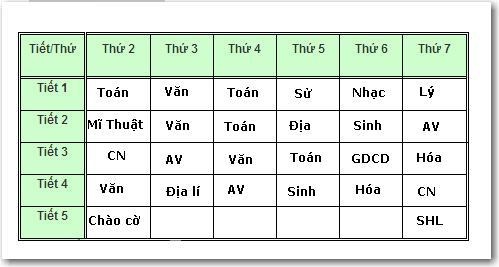 Tiết/Thứ Thứ 2 Thứ 3 Thứ 4 Thứ 5 Thứ 6 Thứ 7
Tiết 1 Toán Văn Toán Sử Nhạc Lý
Tiết 2 Mĩ Thuật Văn Toán Địa Sinh AV
Tiết 3 CN AV Văn Toán GDCD Hóa
Tiết 4 Văn Địa lí AV Sinh Hóa CN
Tiết 5 Chào cờ SHL